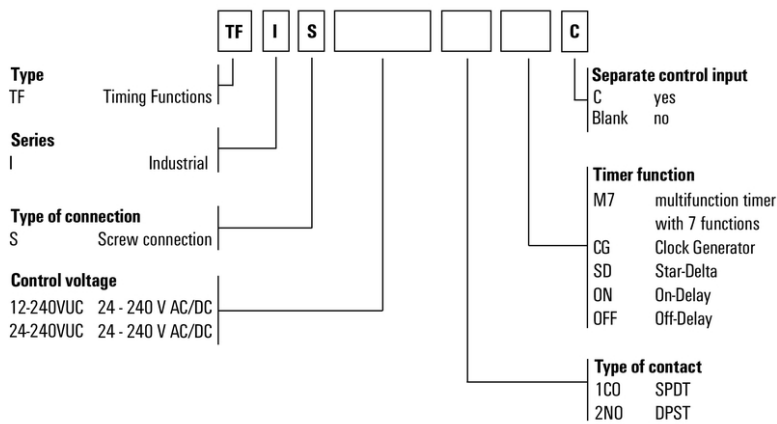 TF I S C
Type
TF Timing Functions
Series
I Industrial
Type of connection
S Screw connection
Control voltage
12-240VUC 24 - 240 V AC/DC
24-240VUC 24 - 240 V AC/DC
Separate control input
C yes
Blank no
Timer function
M7 multifunction timer
with 7 functions
CG Clock Generator
SD Star-Delta
ON On-Delay
OFF Off-Delay
Type of contact
1CO SPDT
2NO DPST